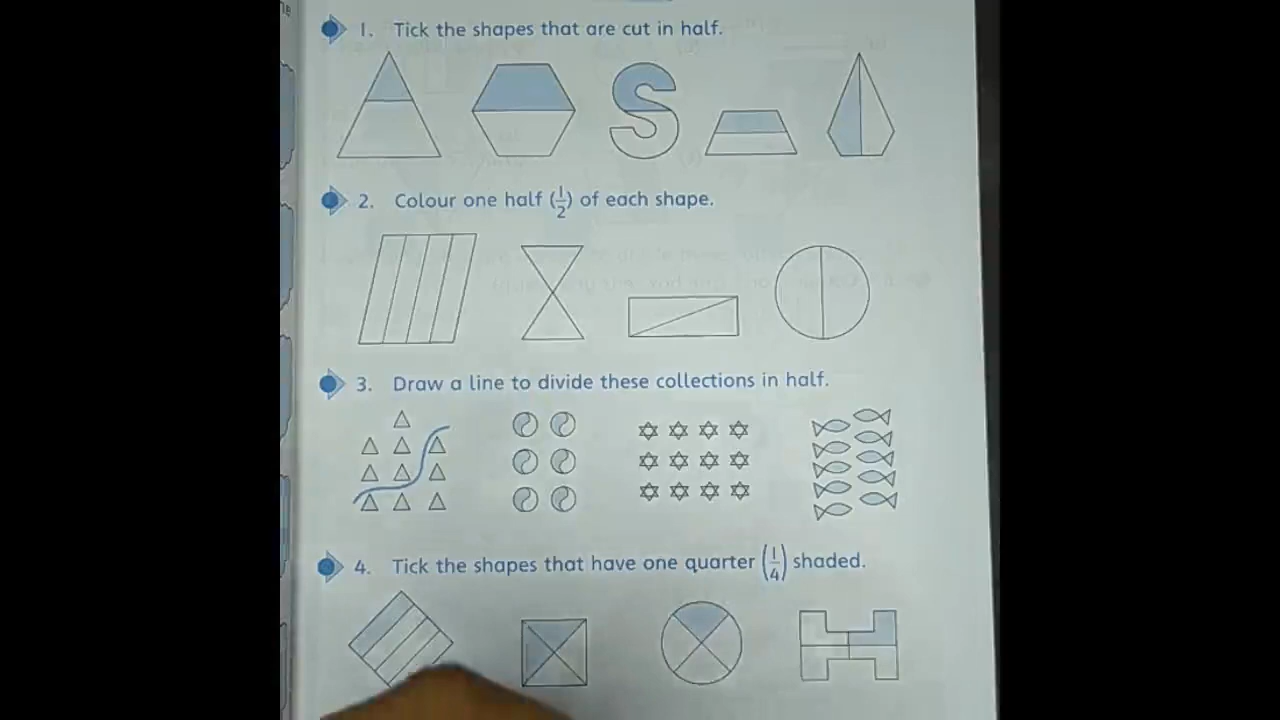 1. Tick the shapes that are cut in half.
2. Colour one half (1/2) of each shape.
3. Draw a line to divide these collections in half.
4. Tick the shapes that have one quarter (1/4) shaded.